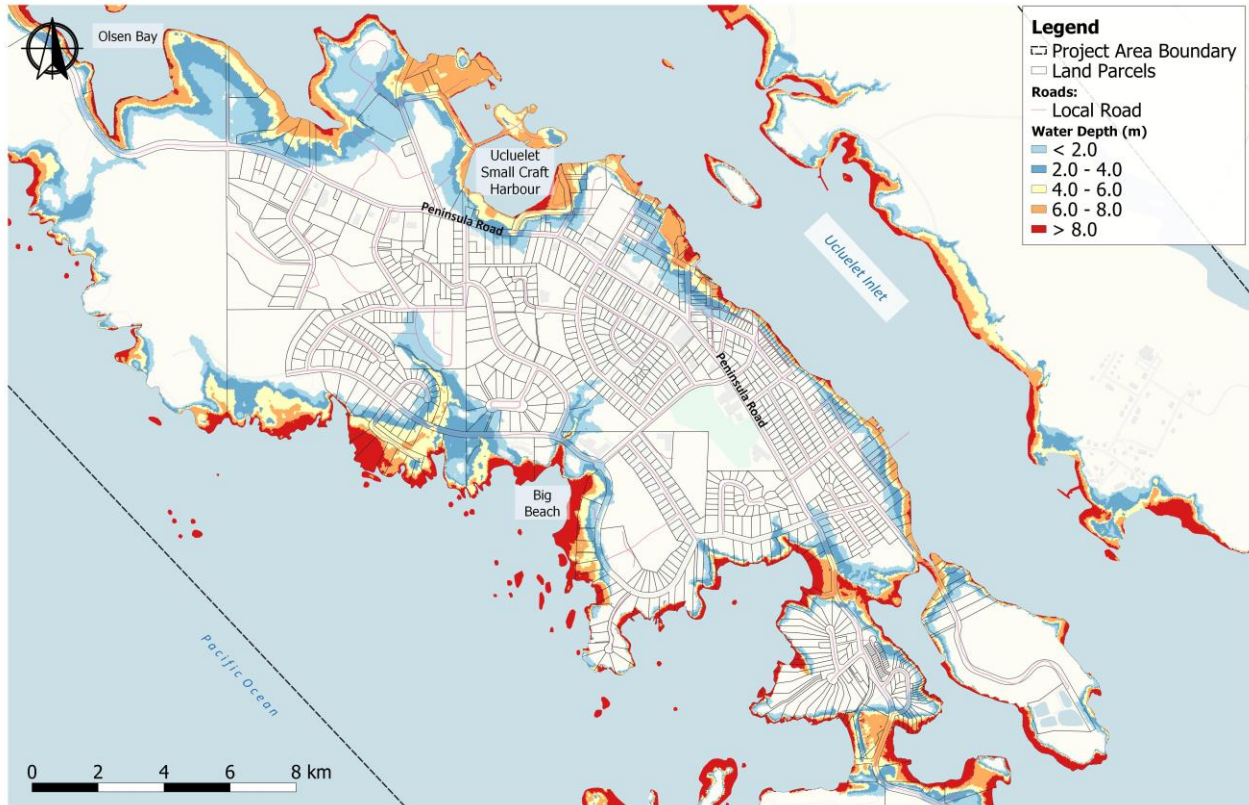 Olsen Bay
Legend
Project Area Boundary
Land Parcels
Roads:
Local Road
Water Depth (m)
< 2.0
2.0 - 4.0
4.0 - 6.0
6.0 - 8.0
> 8.0
Ucluelet
Small Craft
Harbour
Peninsula Road
Ucluelet Inlet
Peninsula Road
Big
Beach
Pacific Ocean
0 2 4 6 8 km